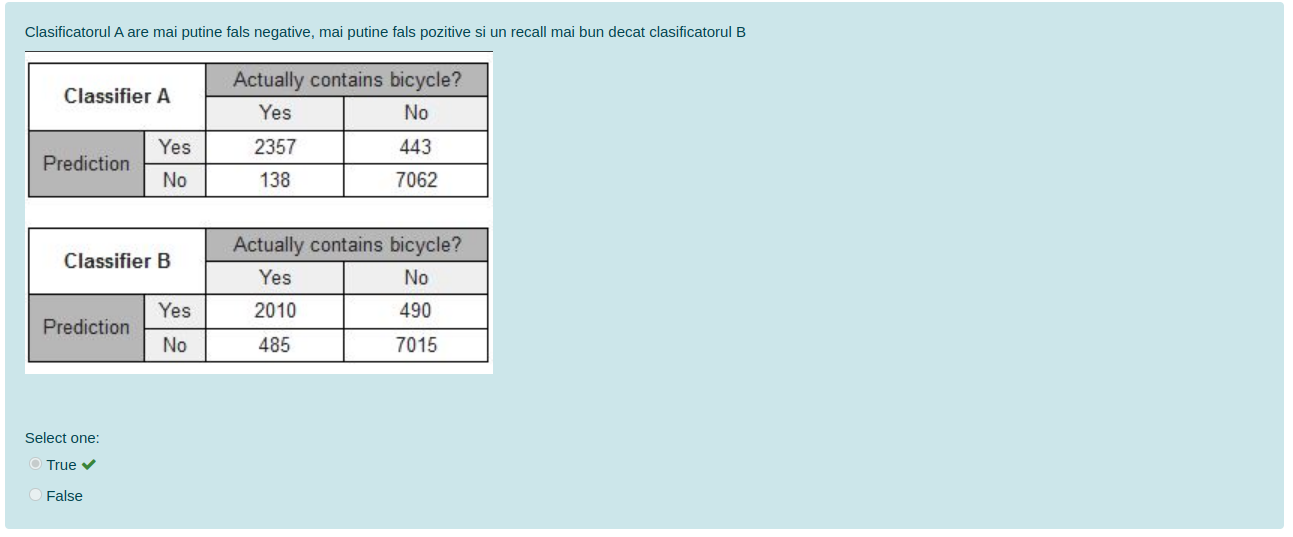 Clasificatorul A are mai putine fals negative, mai putine fals pozitive si un recall mai bun decat clasificatorul B
Classifier A
Actually contains bicycle?
Yes No
Prediction
Yes 2357 443
No 138 7062
Classifier B
Actually contains bicycle?
Yes No
Prediction
Yes 2010 490
No 485 7015
Select one:
True
False